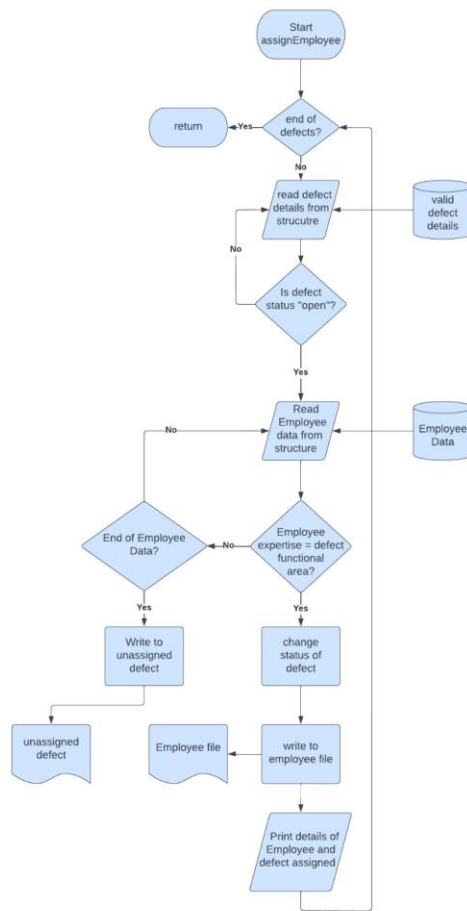 Start
assignEmployee
end of
defects?
Yes
return
No
read defect
details from
strucutre
valid
defect
details
No
Is defect
status "open"?
Yes
Read
Employee
data from
structure
Employee
Data
No
End of Employee
Data?
No
Employee
expertise = defect
functional
area?
Yes
Yes
Write to
unassigned
defect
change
status of
defect
unassigned
defect
Employee file
write to
employee file
Print details of
Employee and
defect assigned